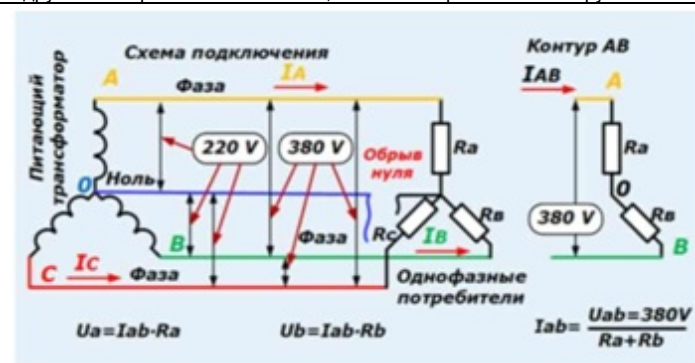 Схема подключения
Контур АВ
Питающий
трансформатор
A
Фаза
IA
IAB
A
220 V
380 V
Обрыв
нуля
Ra
Ra
0
Ноль
0
Rc
Rв
380 V
Rв
B
Фаза
IB
B
C
IC
Фаза
Однофазные
потребители
Ua=Iab-Ra
Ub=Iab-Rb
Iab=
Uab=380V
Ra+Rb